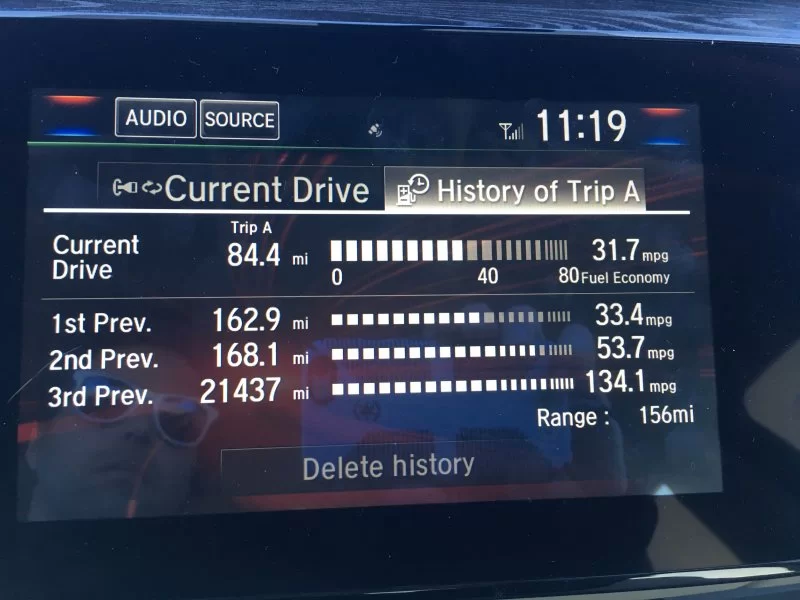 AUDIO SOURCE 11:19
Current Drive History of Trip A
Trip A
Current Drive 84.4 mi 31.7 mpg
0 40 80 Fuel Economy
1st Prev. 162.9 mi 33.4 mpg
2nd Prev. 168.1 mi 53.7 mpg
3rd Prev. 21437 mi 134.1 mpg
Range : 156mi
Delete history